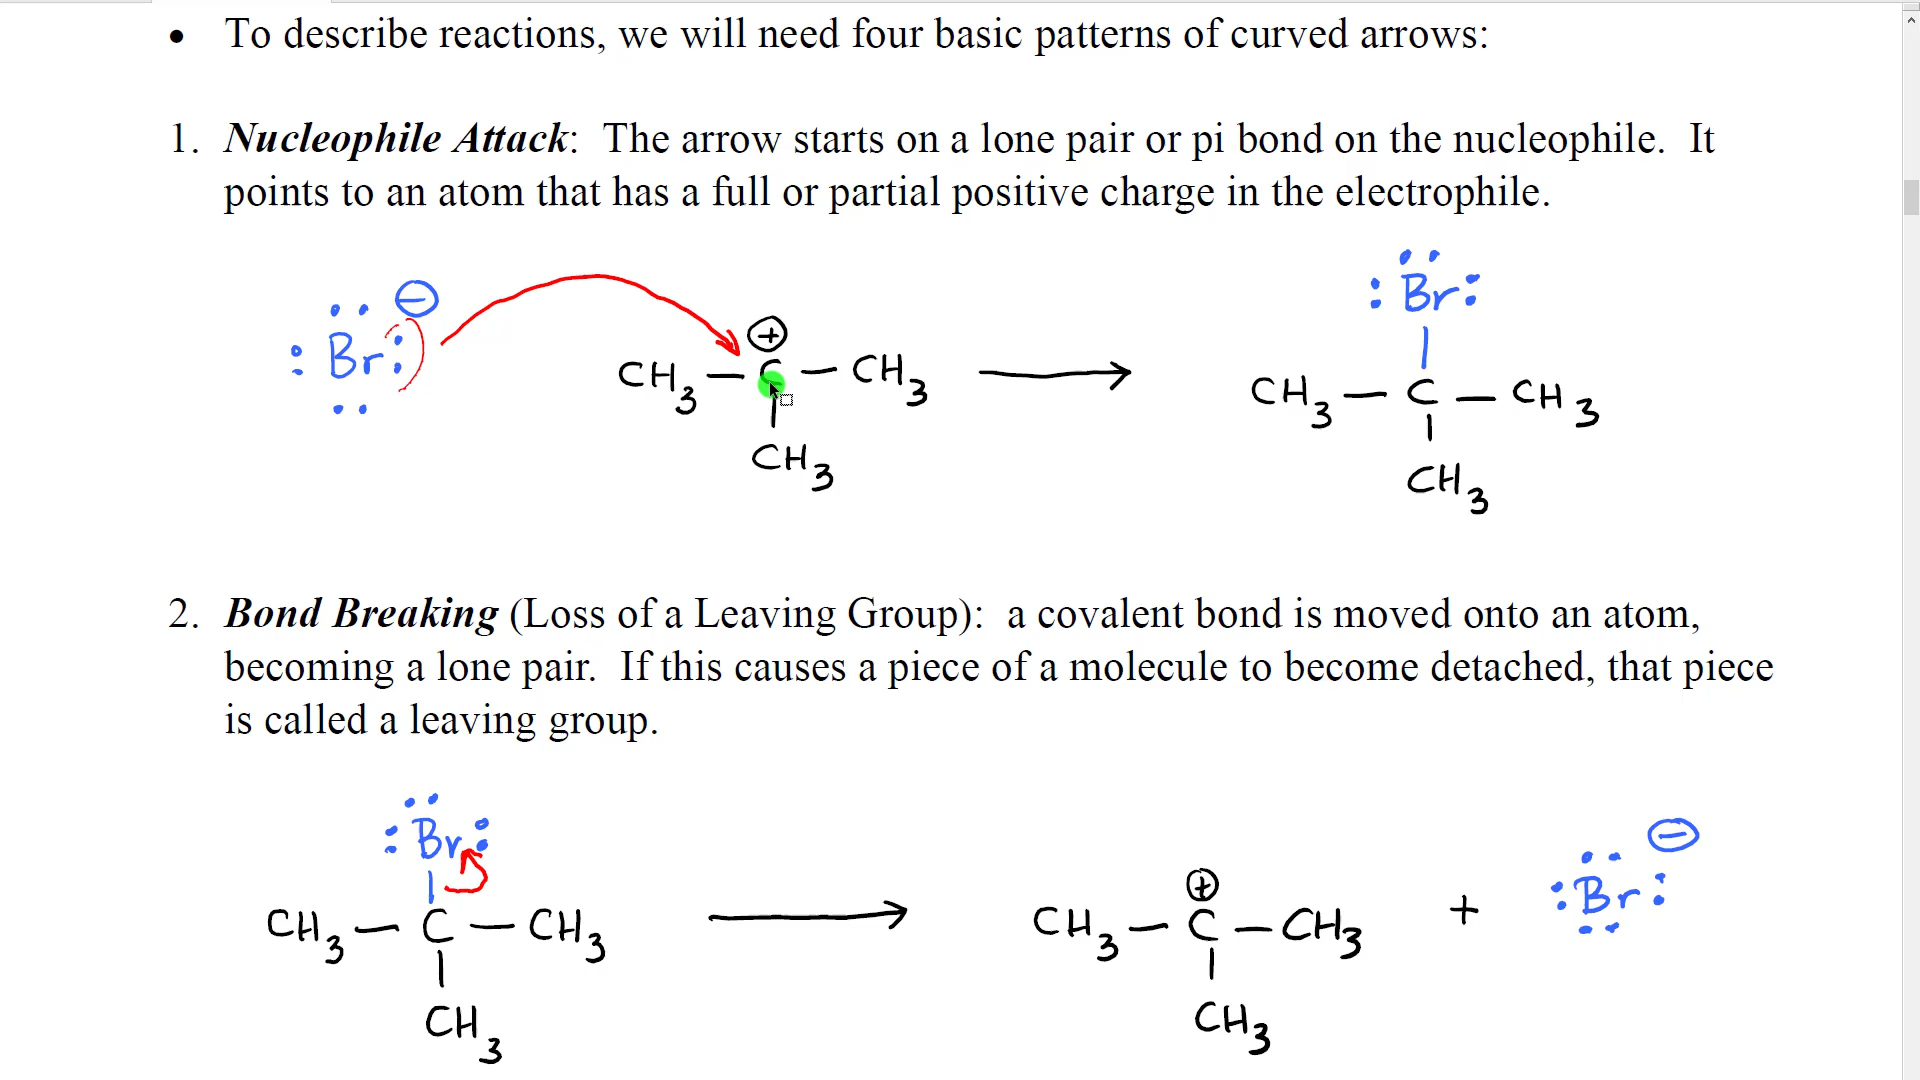 • To describe reactions, we will need four basic patterns of curved arrows:
1. Nucleophile Attack: The arrow starts on a lone pair or pi bond on the nucleophile. It
points to an atom that has a full or partial positive charge in the electrophile.
:Br: ⊖
⊕
CH3 — C — CH3
CH3
:Br:
CH3 — C — CH3
CH3
2. Bond Breaking (Loss of a Leaving Group): a covalent bond is moved onto an atom,
becoming a lone pair. If this causes a piece of a molecule to become detached, that piece
is called a leaving group.
:Br:
CH3 — C — CH3
CH3
⊕
CH3 — C — CH3
CH3
+
:Br: ⊖